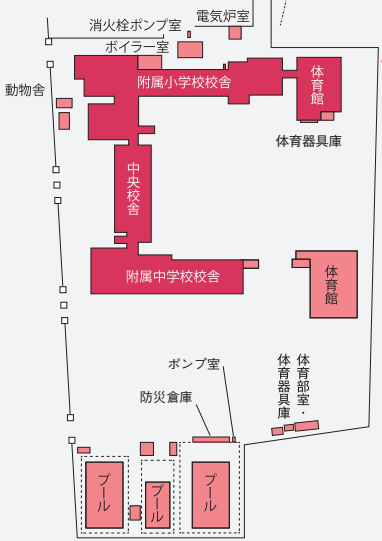 電気炉室
消火栓ポンプ室
ボイラー室
動物舎
附属小学校校舎
体育館
体育器具庫
中央校舎
附属中学校校舎
体育館
ポンプ室
防災倉庫
体育部室・
体育器具庫
プール
プール
プール